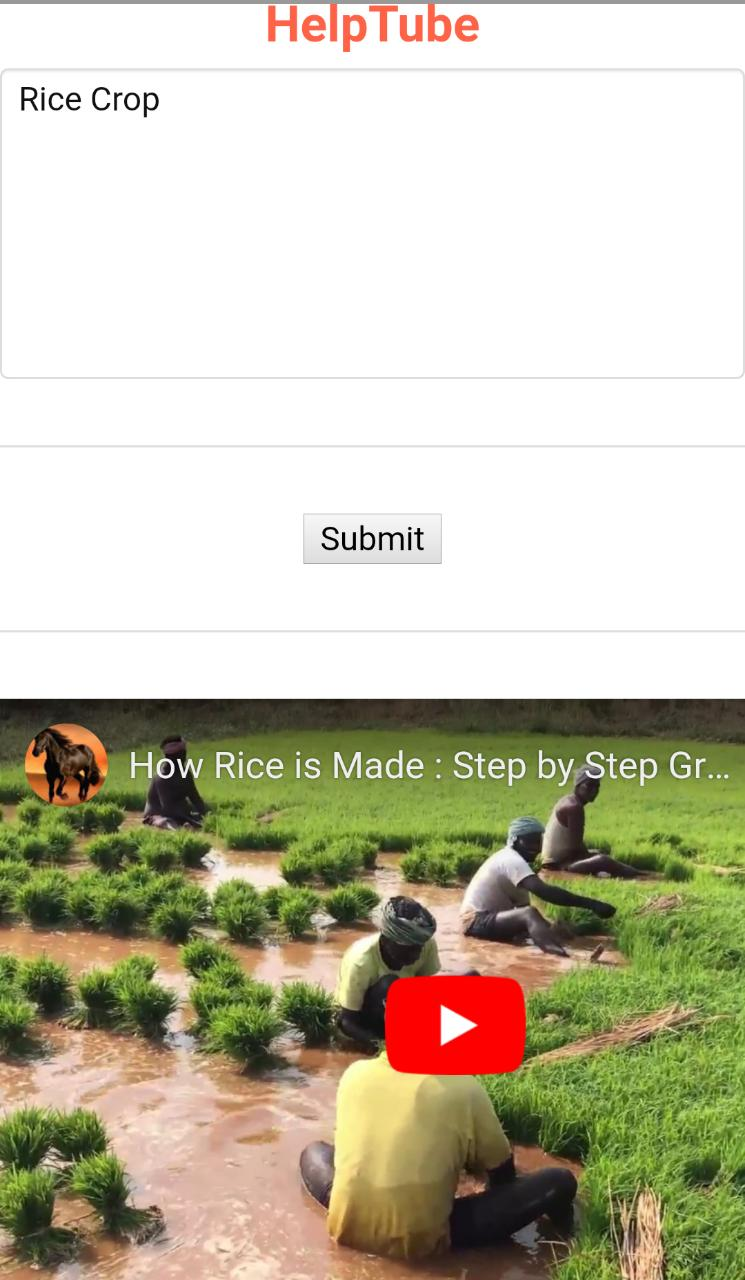 HelpTube
Rice Crop
Submit
How Rice is Made : Step by Step Gr...